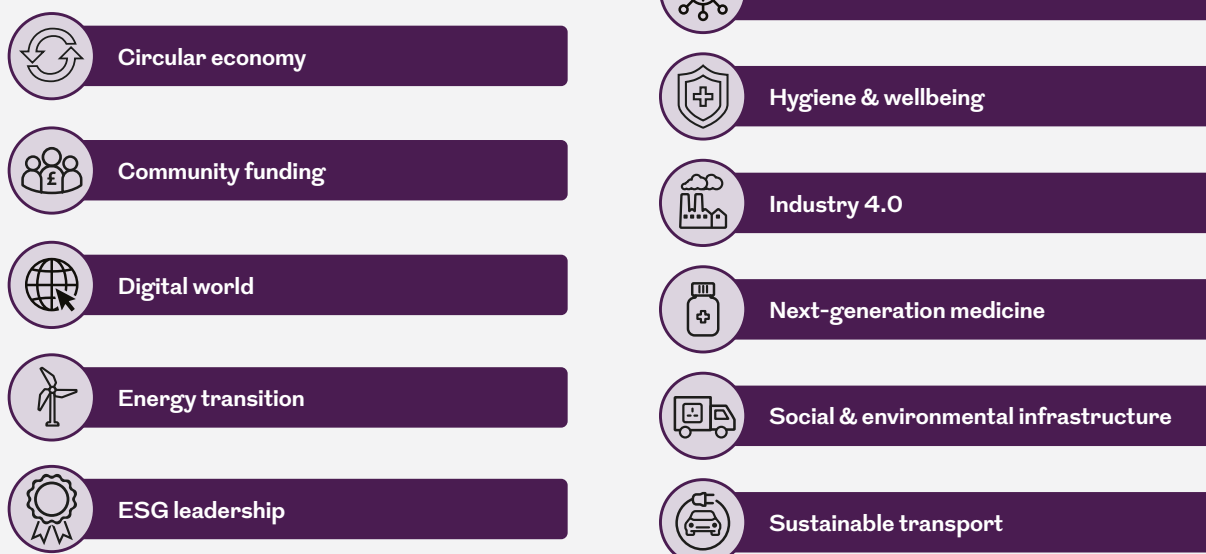 Circular economy
Community funding
£
Digital world
Energy transition
ESG leadership
Hygiene & wellbeing
Industry 4.0
Next-generation medicine
Social & environmental infrastructure
Sustainable transport